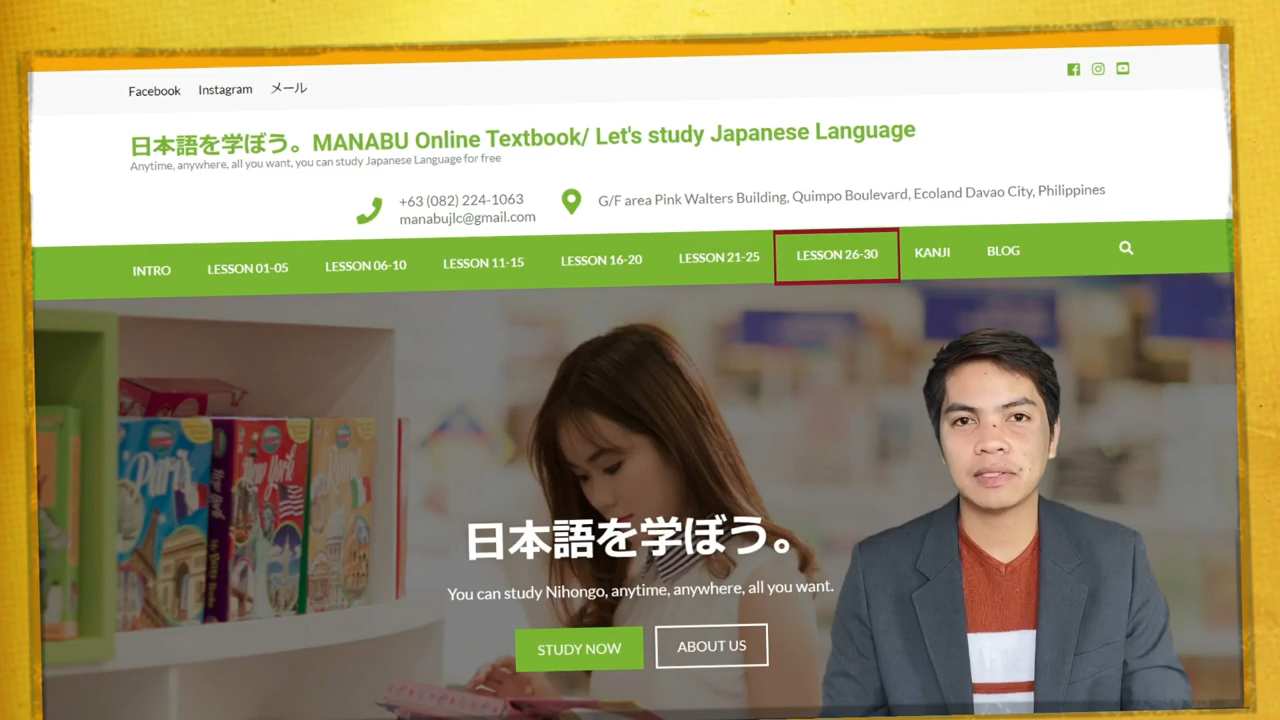 Facebook Instagram メール
日本語を学ぼう。MANABU Online Textbook/ Let's study Japanese Language
Anytime, anywhere, all you want, you can study Japanese Language for free
+63 (082) 224-1063
manabujlc@gmail.com
G/F area Pink Walters Building, Quimpo Boulevard, Ecoland Davao City, Philippines
INTRO LESSON 01-05 LESSON 06-10 LESSON 11-15 LESSON 16-20 LESSON 21-25 LESSON 26-30 KANJI BLOG
Paris
New York
日本語を学ぼう。
You can study Nihongo, anytime, anywhere, all you want.
STUDY NOW ABOUT US